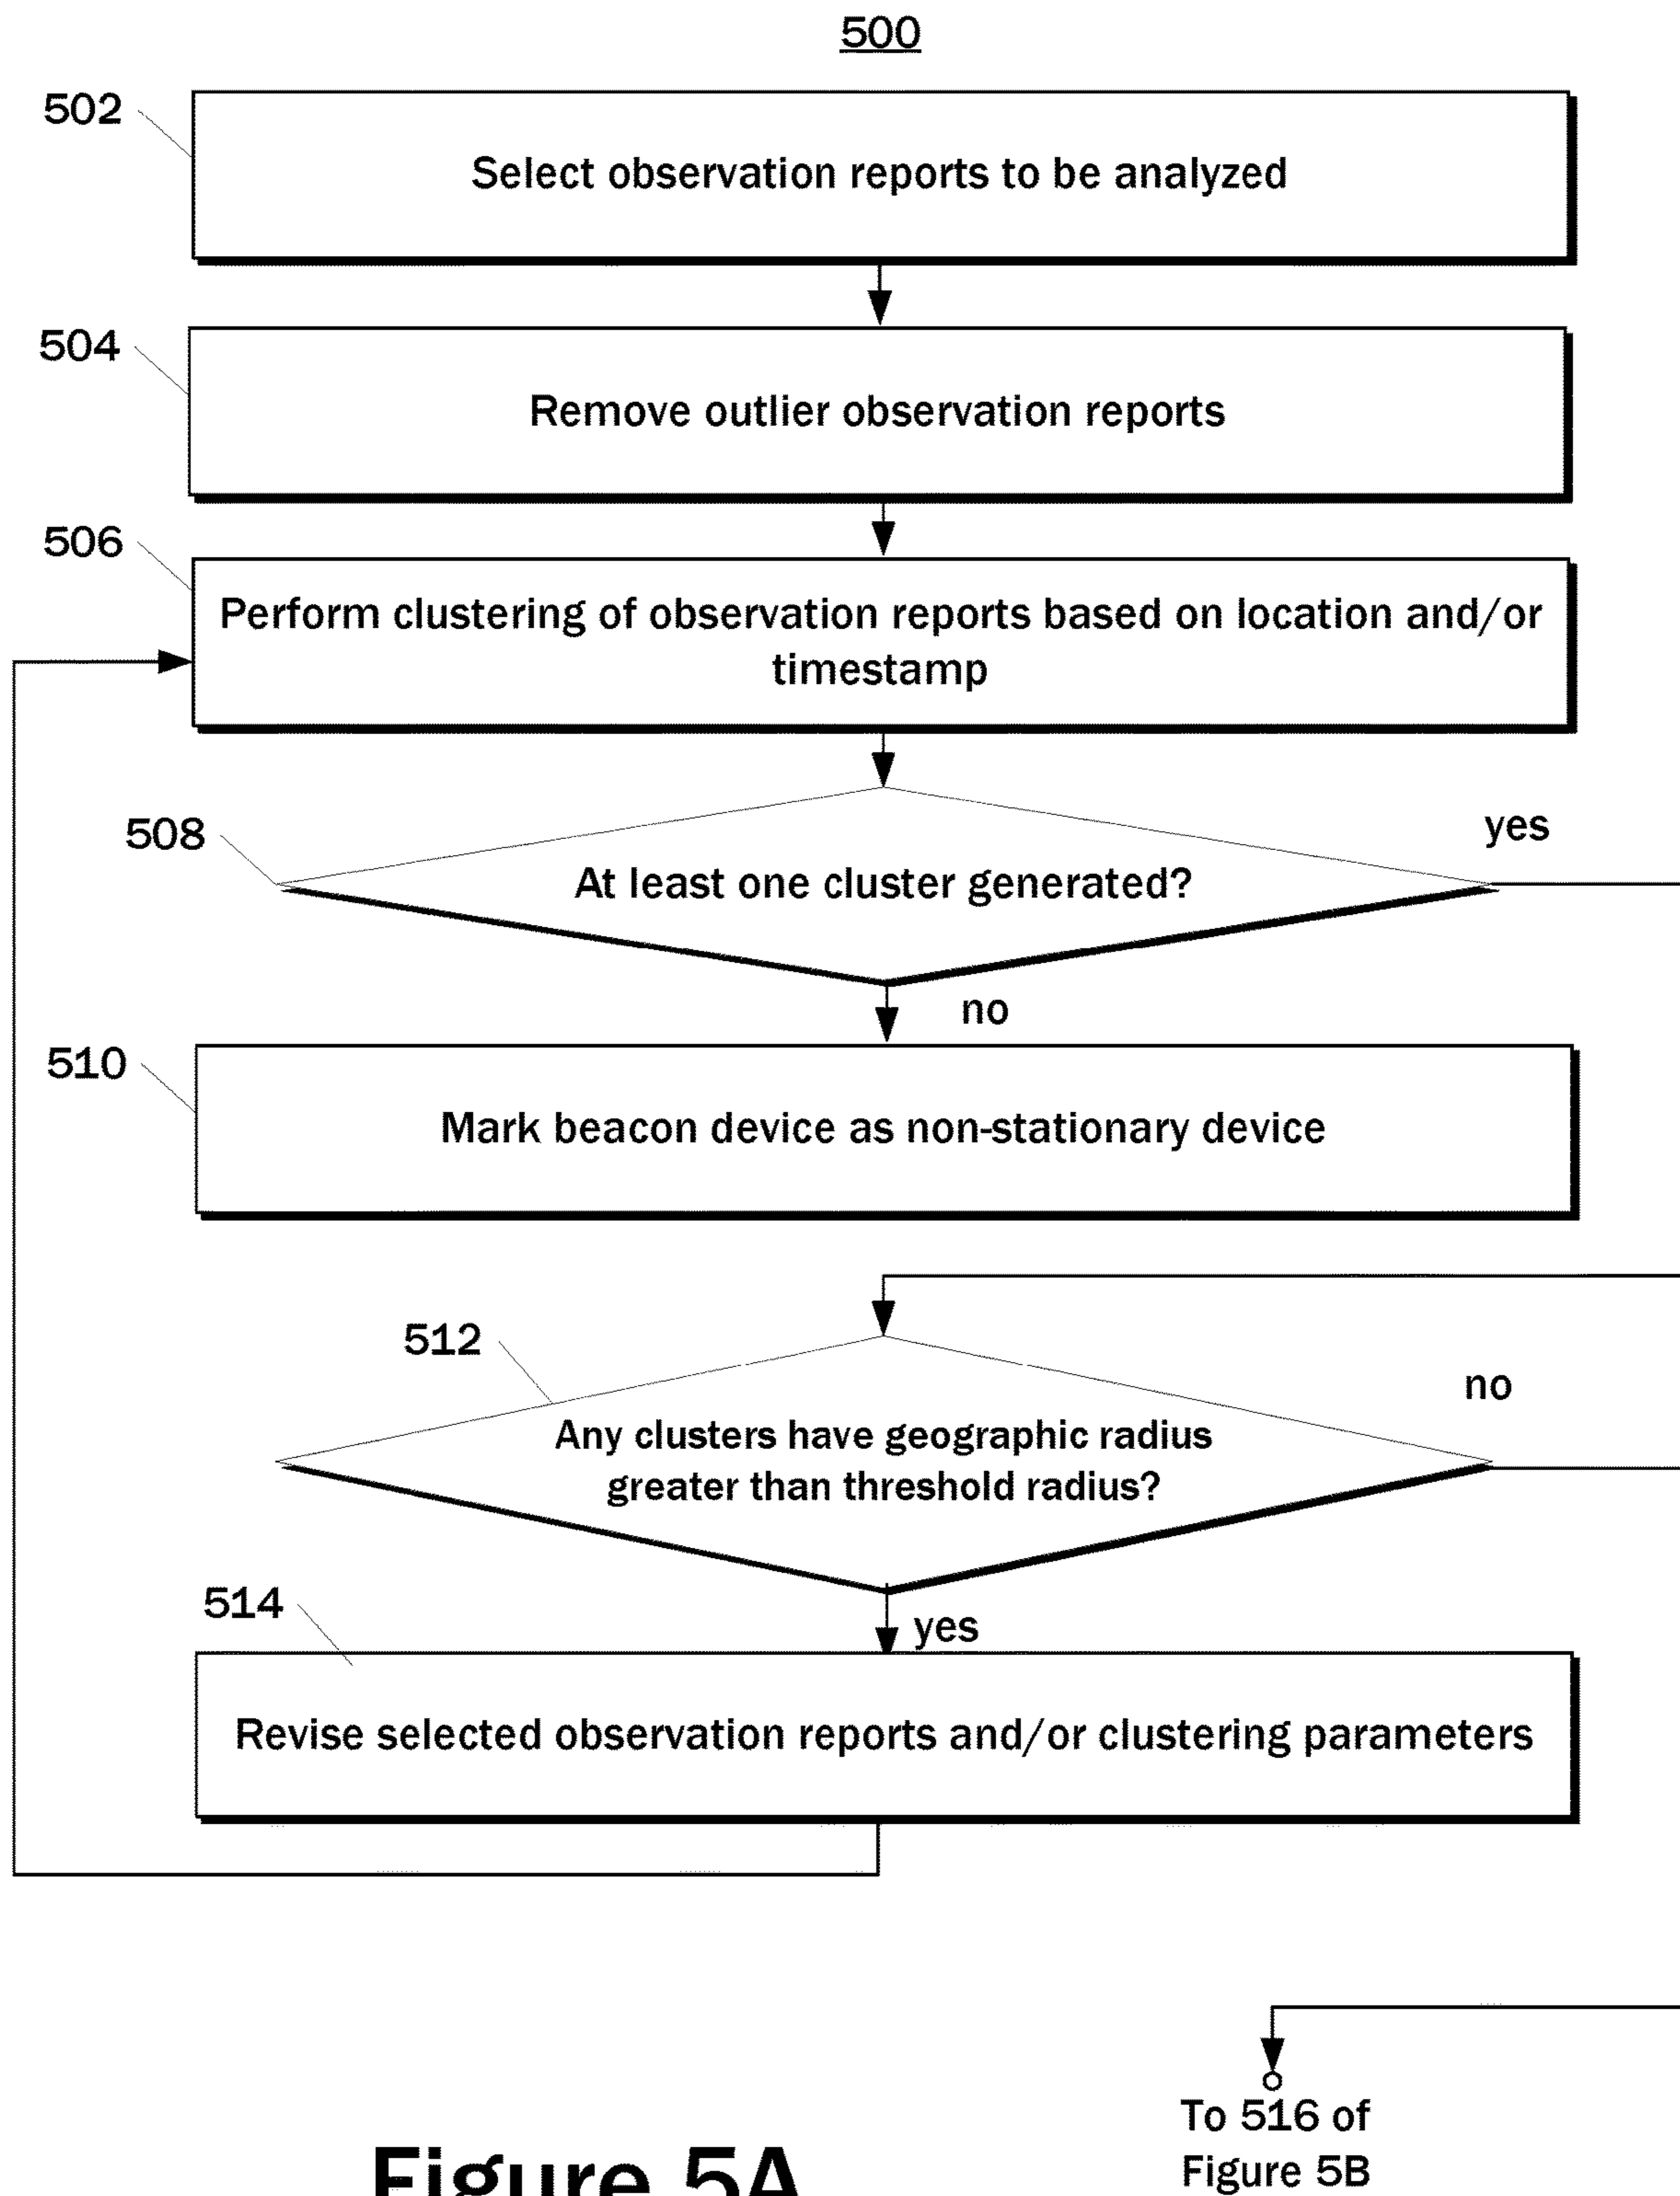 500
502
Select observation reports to be analyzed
504
Remove outlier observation reports
506
Perform clustering of observation reports based on location and/or
timestamp
508
At least one cluster generated?
yes
no
510
Mark beacon device as non-stationary device
512
Any clusters have geographic radius
greater than threshold radius?
no
yes
514
Revise selected observation reports and/or clustering parameters
To 516 of
Figure 5B
Figure 5A